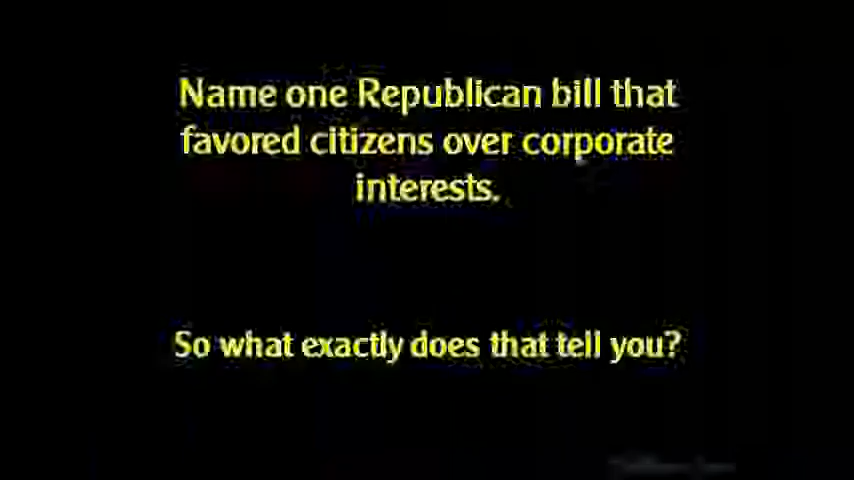 Name one Republican bill that
favored citizens over corporate
interests.
So what exactly does that tell you?